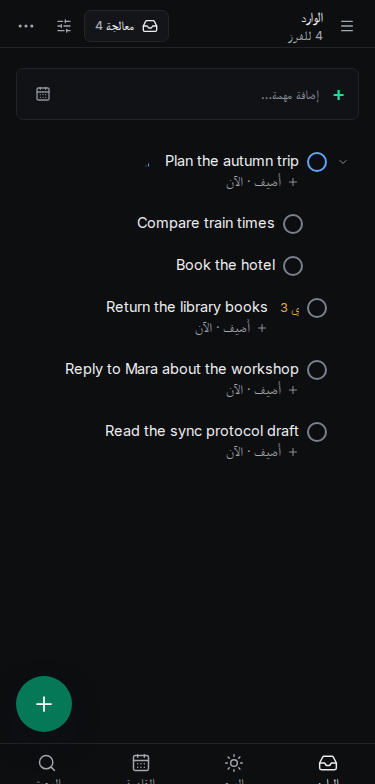 الوارد
4 للفرز
معالجة 4
إضافة مهمة...
Plan the autumn trip
أضيف · الآن
Compare train times
Book the hotel
Return the library books
أضيف · الآن
Reply to Mara about the workshop
أضيف · الآن
Read the sync protocol draft
أضيف · الآن